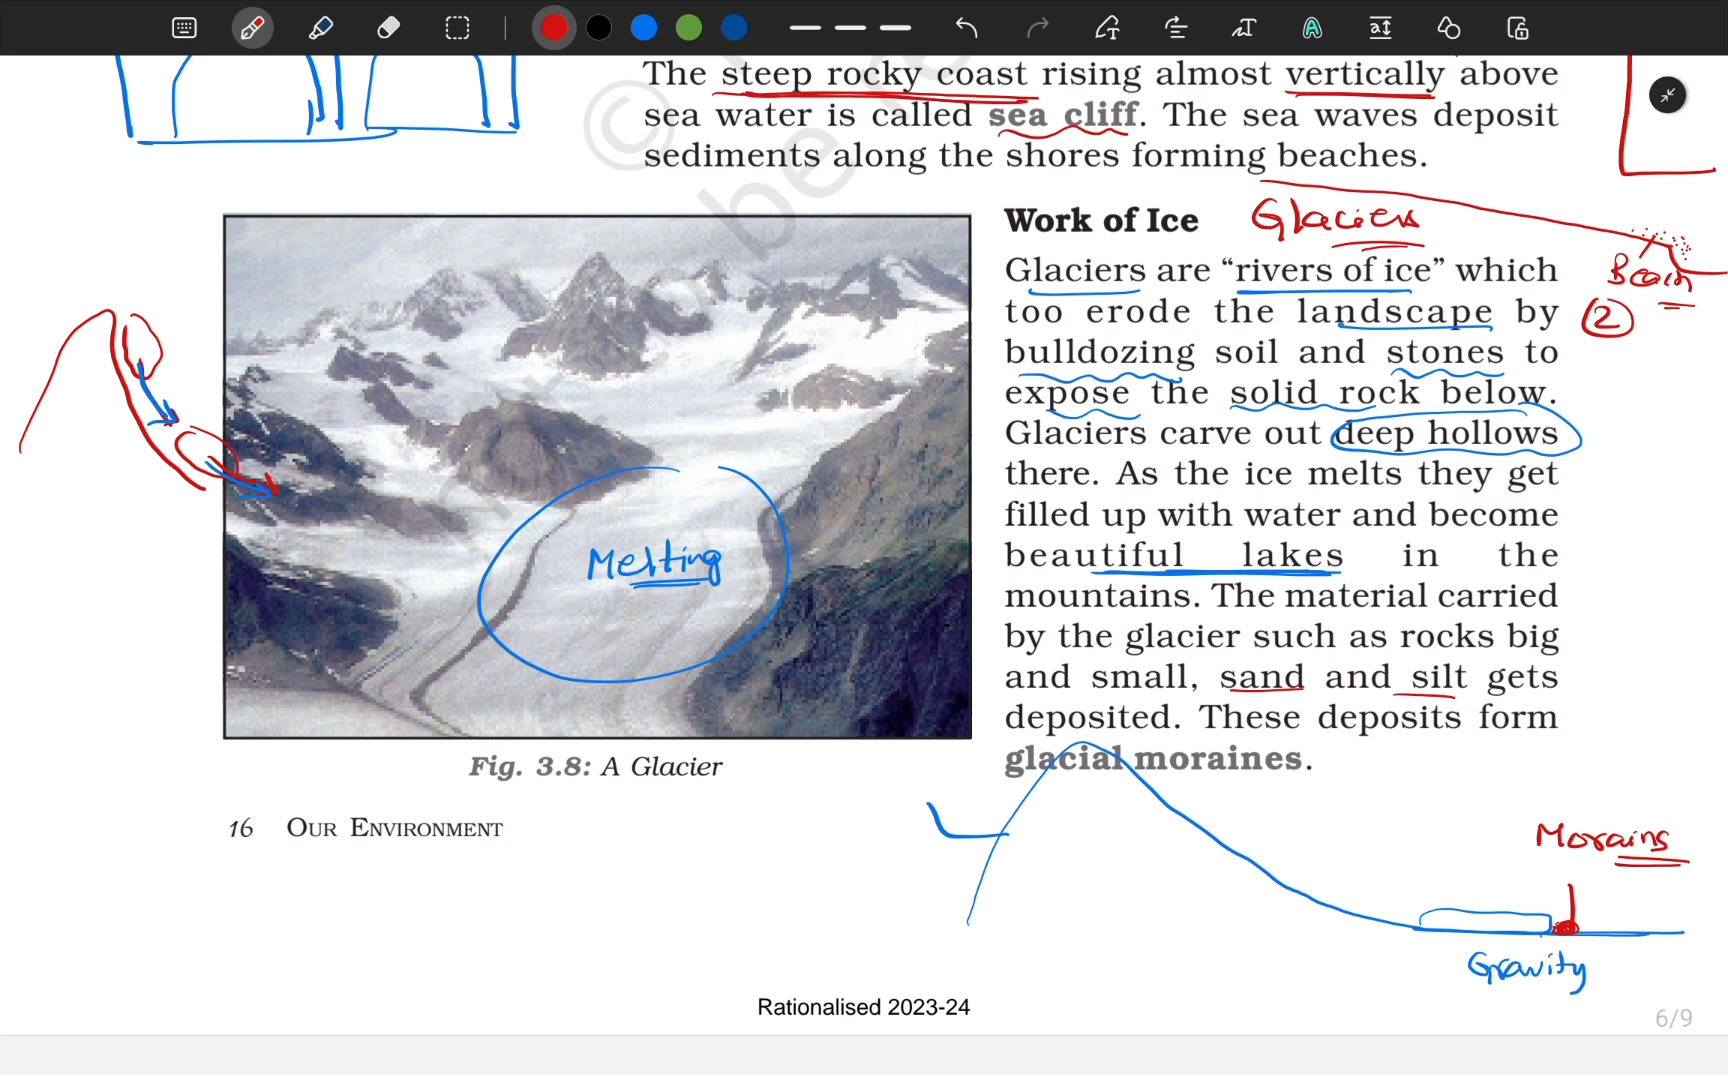 The steep rocky coast rising almost vertically above
sea water is called sea cliff. The sea waves deposit
sediments along the shores forming beaches.
Work of Ice
Glaciers
Glaciers are “rivers of ice” which
too erode the landscape by
bulldozing soil and stones to
expose the solid rock below.
Glaciers carve out deep hollows
there. As the ice melts they get
filled up with water and become
beautiful lakes in the
mountains. The material carried
by the glacier such as rocks big
and small, sand and silt gets
deposited. These deposits form
glacial moraines.
Beach
2
Melting
Fig. 3.8: A Glacier
16 OUR ENVIRONMENT
Morains
Gravity
Rationalised 2023-24
6/9